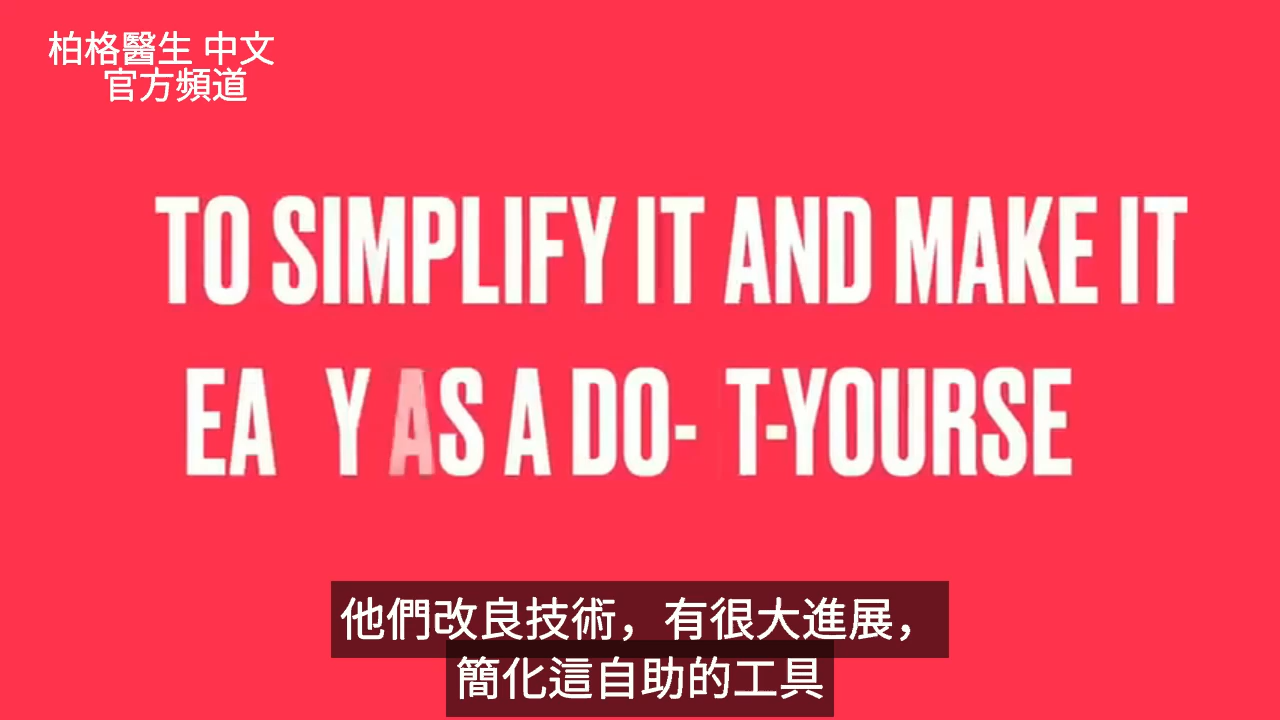 柏格醫生 中文
官方頻道
TO SIMPLIFY IT AND MAKE IT
EA Y AS A DO- T-YOURSE
他們改良技術，有很大進展，
簡化這自助的工具